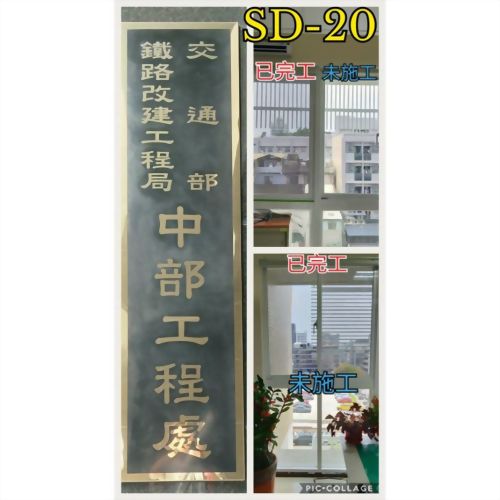 SD-20
交通部
鐵路改建工程局
中部工程處
已完工 未施工
已完工
未施工
PIC•COLLAGE